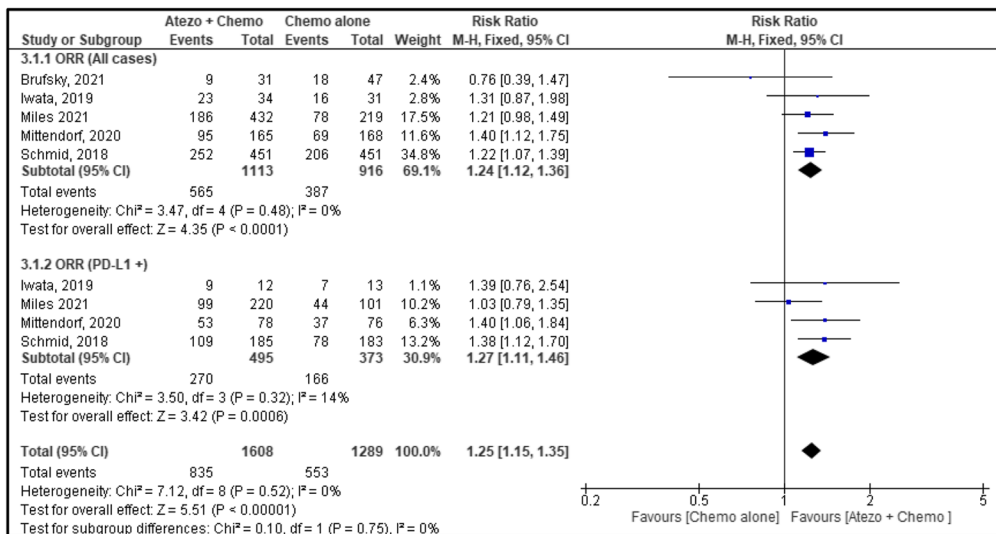 Atezo + Chemo Chemo alone Risk Ratio Risk Ratio
Study or Subgroup Events Total Events Total Weight M-H, Fixed, 95% CI M-H, Fixed, 95% CI
3.1.1 ORR (All cases)
Brufsky, 2021 9 31 18 47 2.4% 0.76 [0.39, 1.47]
Iwata, 2019 23 34 16 31 2.8% 1.31 [0.87, 1.98]
Miles 2021 186 432 78 219 17.5% 1.21 [0.98, 1.49]
Mittendorf, 2020 95 165 69 168 11.6% 1.40 [1.12, 1.75]
Schmid, 2018 252 451 206 451 34.8% 1.22 [1.07, 1.39]
Subtotal (95% CI) 1113 916 69.1% 1.24 [1.12, 1.36]
Total events 565 387
Heterogeneity: Chi² = 3.47, df = 4 (P = 0.48); I² = 0%
Test for overall effect: Z = 4.35 (P < 0.0001)
3.1.2 ORR (PD-L1 +)
Iwata, 2019 9 12 7 13 1.1% 1.39 [0.76, 2.54]
Miles 2021 99 220 44 101 10.2% 1.03 [0.79, 1.35]
Mittendorf, 2020 53 78 37 76 6.3% 1.40 [1.06, 1.84]
Schmid, 2018 109 185 78 183 13.2% 1.38 [1.12, 1.70]
Subtotal (95% CI) 495 373 30.9% 1.27 [1.11, 1.46]
Total events 270 166
Heterogeneity: Chi² = 3.50, df = 3 (P = 0.32); I² = 14%
Test for overall effect: Z = 3.42 (P = 0.0006)
Total (95% CI) 1608 1289 100.0% 1.25 [1.15, 1.35]
Total events 835 553
Heterogeneity: Chi² = 7.12, df = 8 (P = 0.52); I² = 0%
Test for overall effect: Z = 5.51 (P < 0.00001)
Test for subgroup differences: Chi² = 0.10, df = 1 (P = 0.75), I² = 0%
0.2 0.5 1 2 5
Favours [Chemo alone] Favours [Atezo + Chemo ]